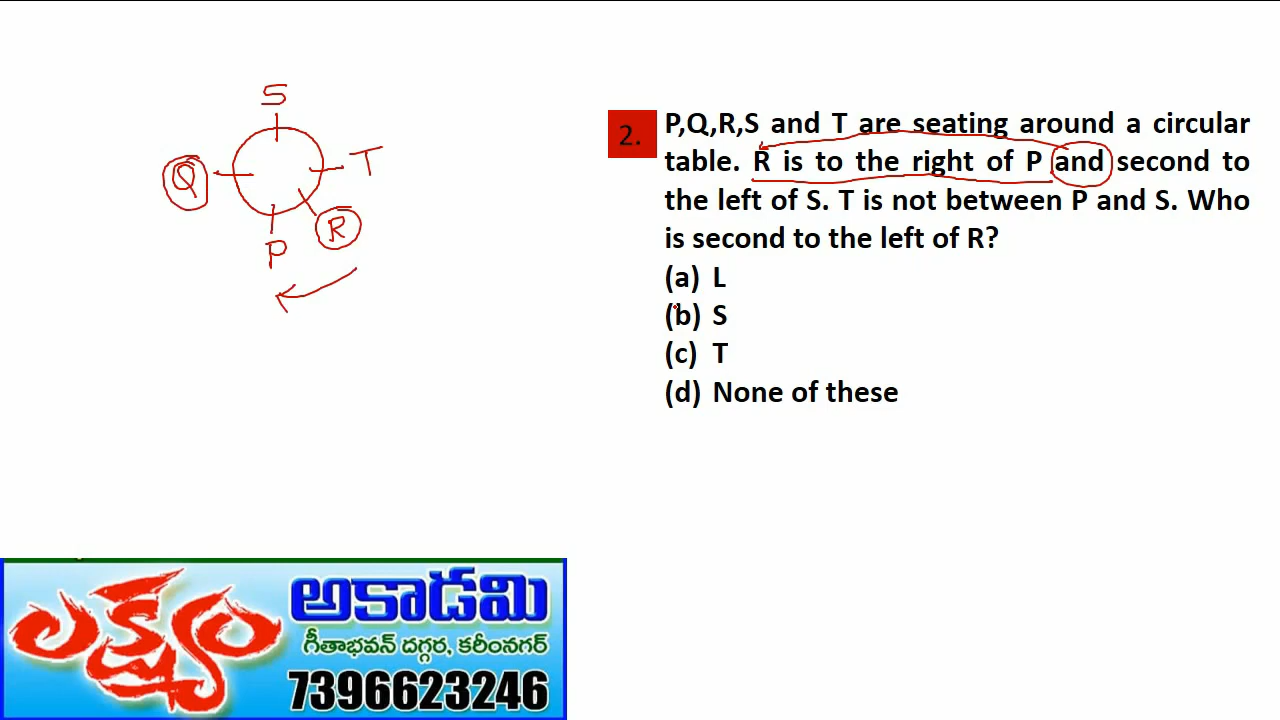 S
T
Q
R
P
2.
P,Q,R,S and T are seating around a circular
table. R is to the right of P and second to
the left of S. T is not between P and S. Who
is second to the left of R?
(a) L
(b) S
(c) T
(d) None of these
లక్ష్యం
అకాడమి
గీతాభవన్ దగ్గర, కరీంనగర్
7396623246